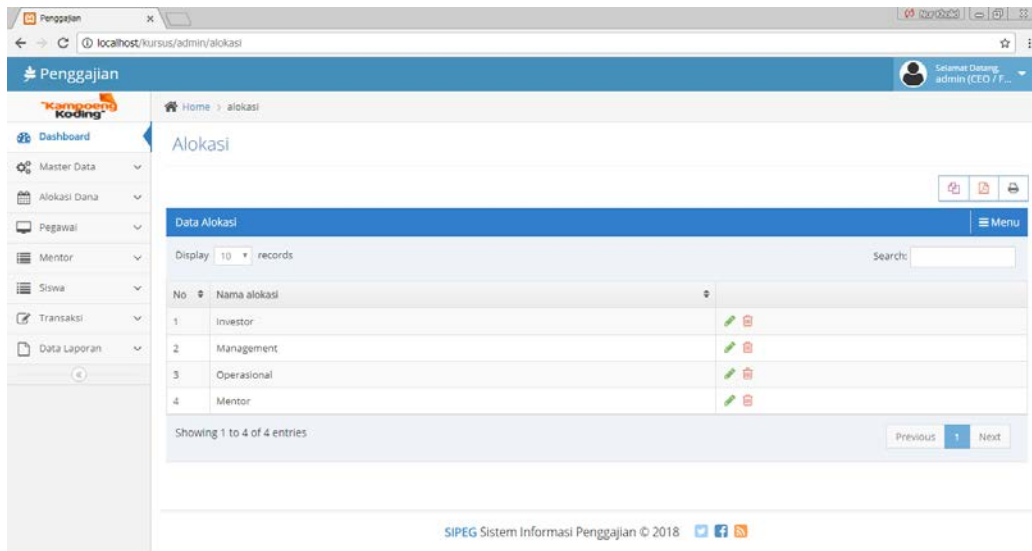 Penggajian
localhost/kursus/admin/alokasi
Penggajian
Selamat Datang,
admin (CEO / F...
"Kampoeng
Koding"
Home > alokasi
Dashboard
Alokasi
Master Data
Alokasi Dana
Pegawai
Mentor
Siswa
Transaksi
Data Laporan
Data Alokasi
Menu
Display 10 records
Search:
No Nama alokasi
1 Investor
2 Management
3 Operasional
4 Mentor
Showing 1 to 4 of 4 entries
Previous 1 Next
SIPEG Sistem Informasi Penggajian © 2018